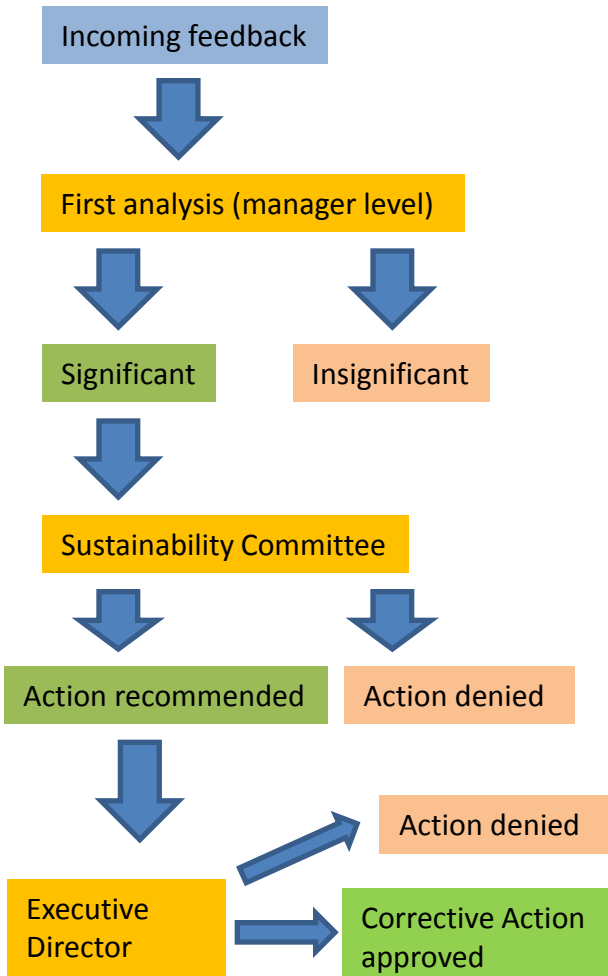 Incoming feedback
First analysis (manager level)
Significant
Insignificant
Sustainability Committee
Action recommended
Action denied
Action denied
Executive
Director
Corrective Action
approved